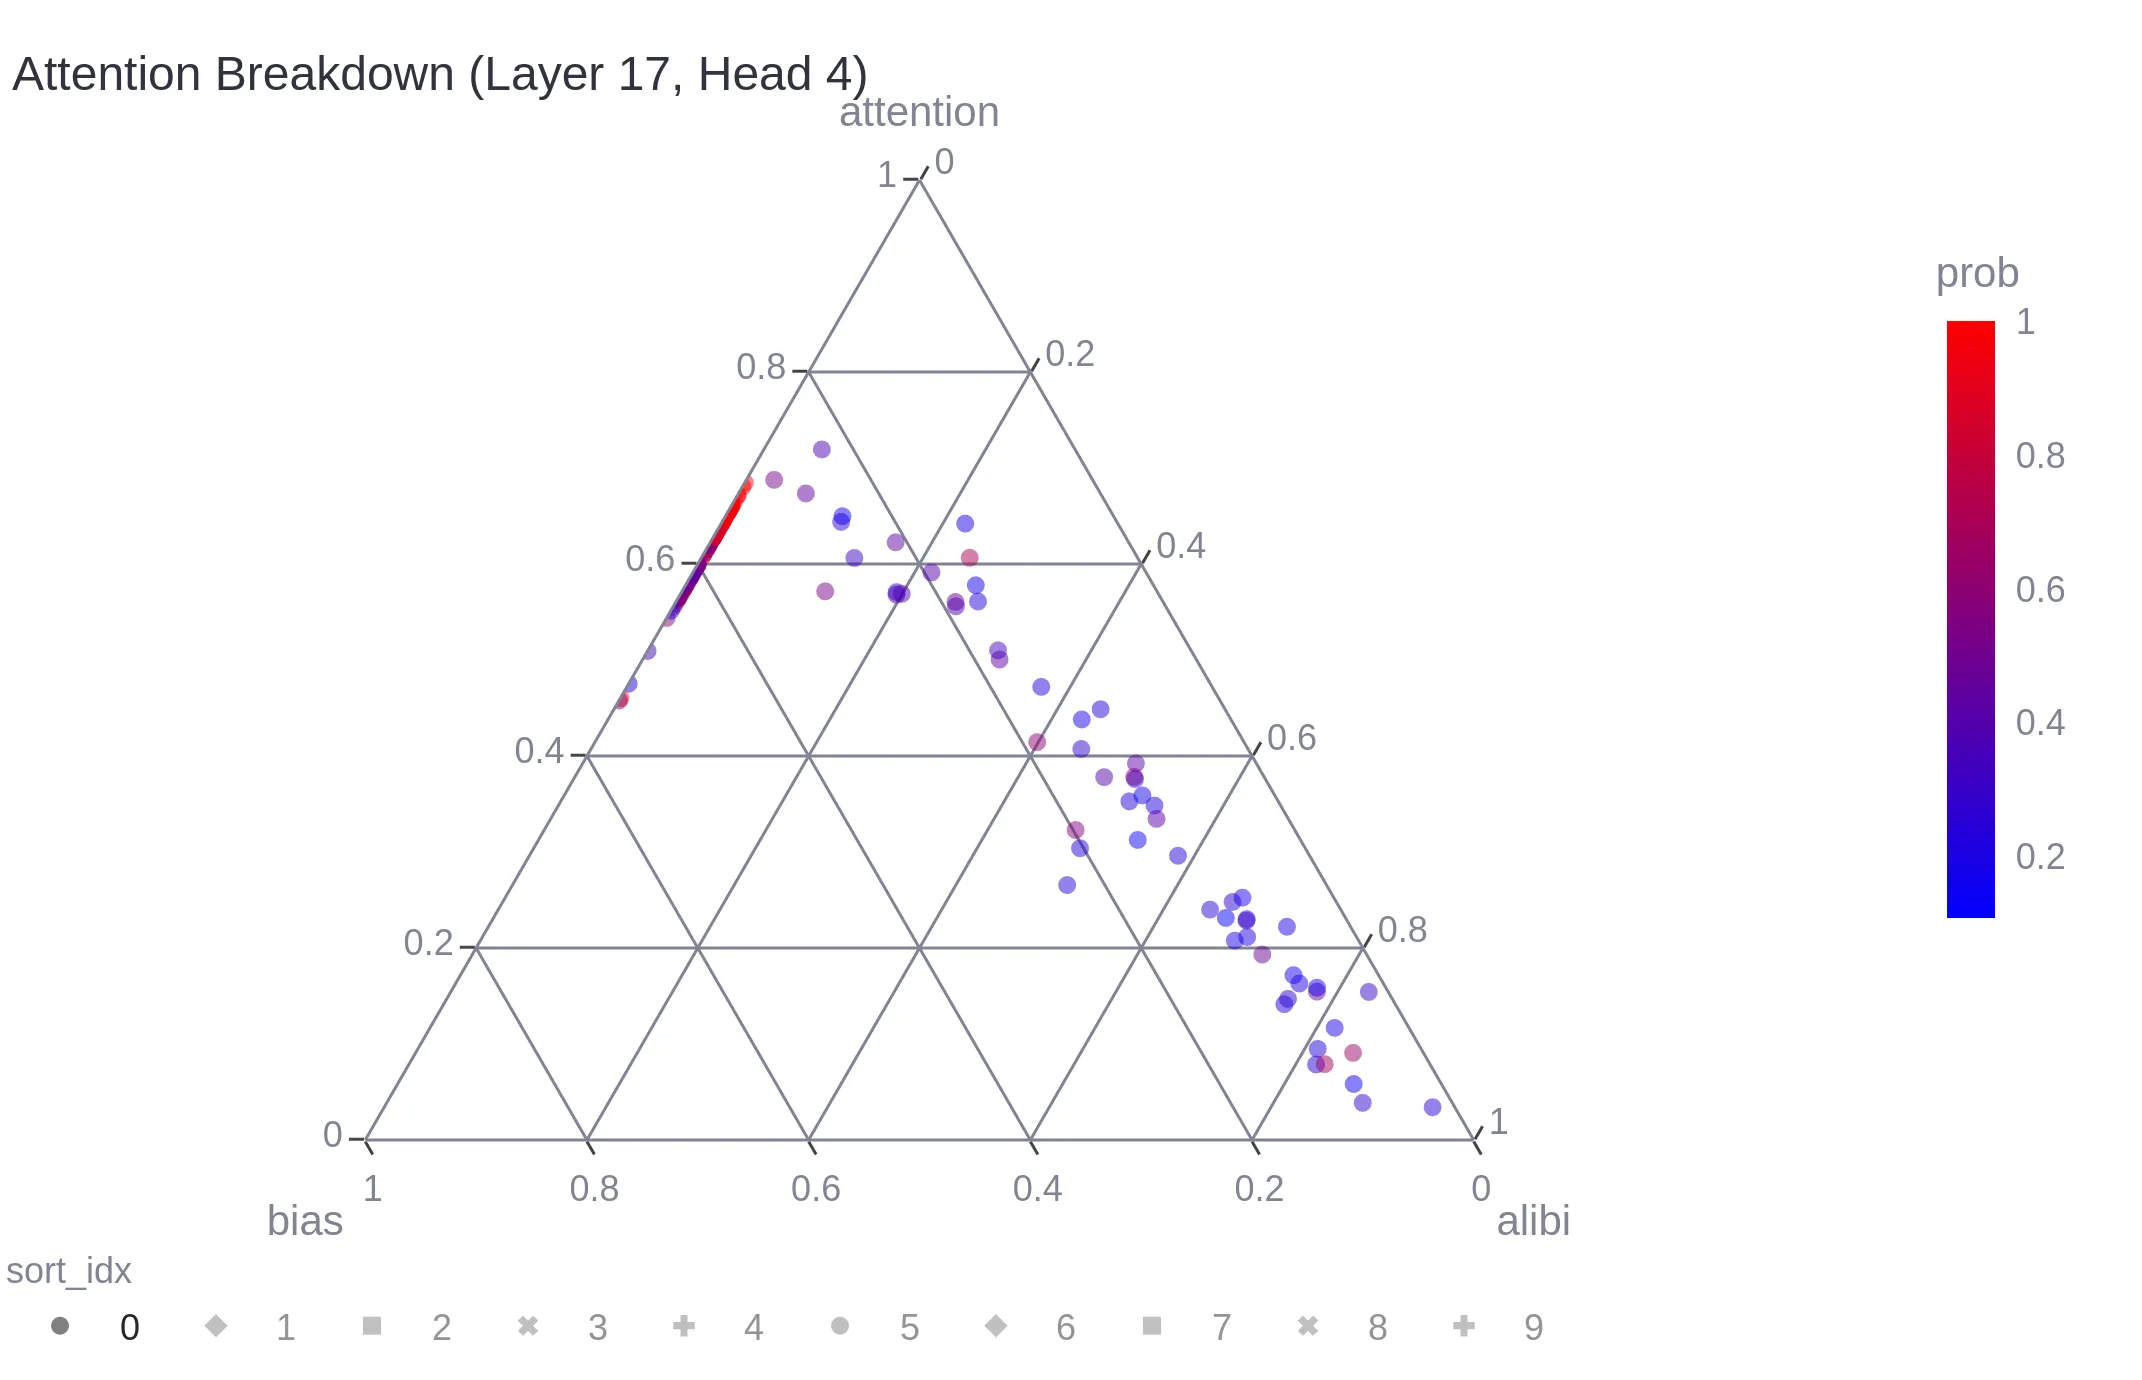 Attention Breakdown (Layer 17, Head 4)
attention
1 0
0.8 0.2
0.6 0.4
0.4 0.6
0.2 0.8
0 1
1 0.8 0.6 0.4 0.2 0
bias alibi
prob
1
0.8
0.6
0.4
0.2
sort_idx
0 1 2 3 4 5 6 7 8 9